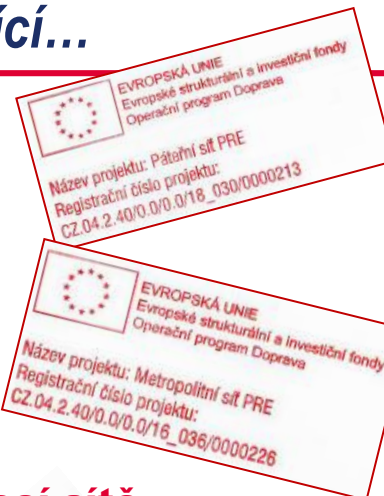 ící...
EVROPSKÁ UNIE
Evropské strukturální a investiční fondy
Operační program Doprava
Název projektu: Páteřní síť PRE
Registrační číslo projektu:
CZ.04.2.40/0.0/0.0/18_030/0000213
EVROPSKÁ UNIE
Evropské strukturální a investiční fondy
Operační program Doprava
Název projektu: Metropolitní síť PRE
Registrační číslo projektu:
CZ.04.2.40/0.0/0.0/16_036/0000226